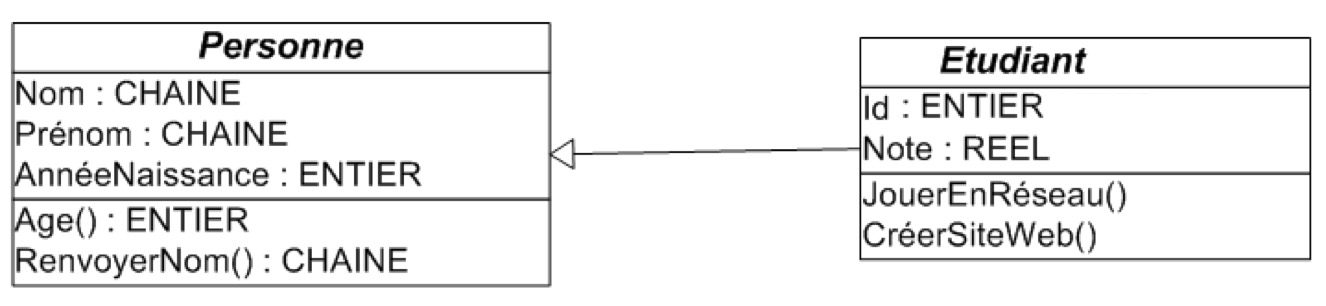 Personne
Nom : CHAINE
Prénom : CHAINE
AnnéeNaissance : ENTIER
Age() : ENTIER
RenvoyerNom() : CHAINE
Etudiant
Id : ENTIER
Note : REEL
JouerEnRéseau()
CréerSiteWeb()